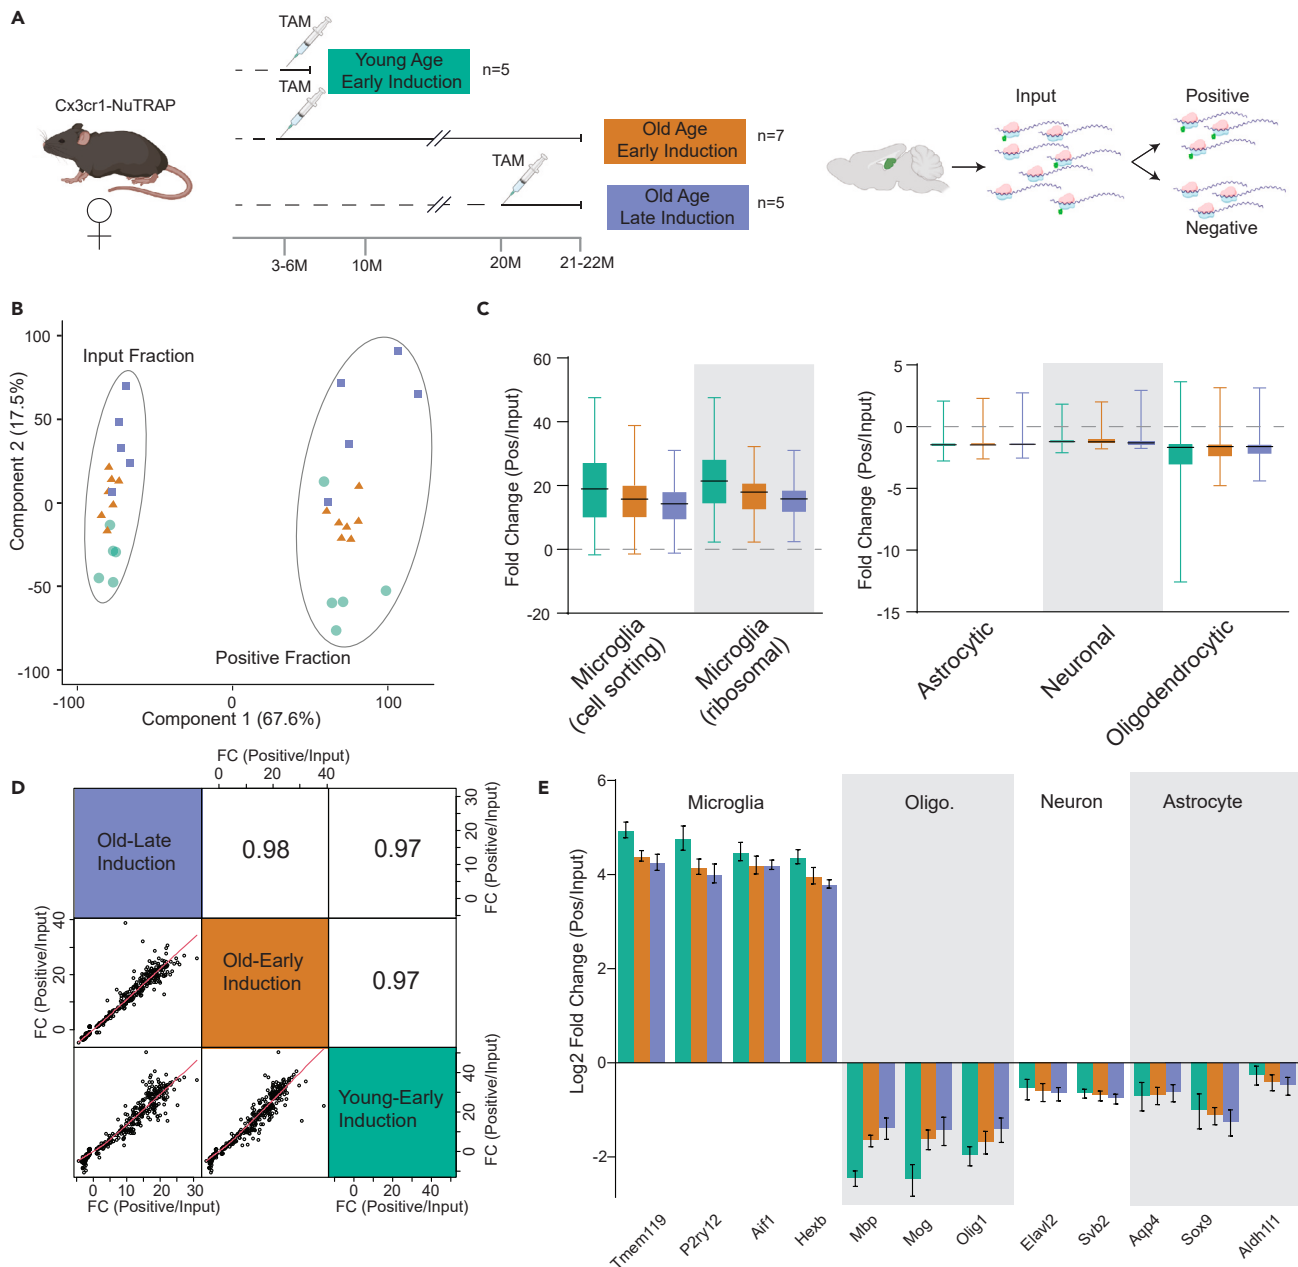 A
TAM
Young Age
Early Induction
n=5
TAM
Cx3cr1-NuTRAP
Old Age
Early Induction
n=7
TAM
Old Age
Late Induction
n=5
3-6M
10M
20M
21-22M
Input
Positive
Negative
B
100
50
0
-50
-100
Component 2 (17.5%)
Input Fraction
Positive Fraction
-100
0
100
Component 1 (67.6%)
C
60
40
20
0
-20
Fold Change (Pos/Input)
Microglia
(cell sorting)
Microglia
(ribosomal)
5
0
-5
-10
-15
Fold Change (Pos/Input)
Astrocytic
Neuronal
Oligodendrocytic
D
FC (Positive/Input)
0
20
40
Old-Late
Induction
0.98
0.97
30
20
10
0
FC (Positive/Input)
40
20
0
FC (Positive/Input)
Old-Early
Induction
0.97
Young-Early
Induction
40
20
0
FC (Positive/Input)
0
10
20
30
FC (Positive/Input)
0
20
40
FC (Positive/Input)
E
6
4
2
0
-2
Log2 Fold Change (Pos/Input)
Microglia
Oligo.
Neuron
Astrocyte
Tmem119
P2ry12
Aif1
Hexb
Mbp
Mog
Olig1
Elavl2
Svb2
Aqp4
Sox9
Aldh1l1